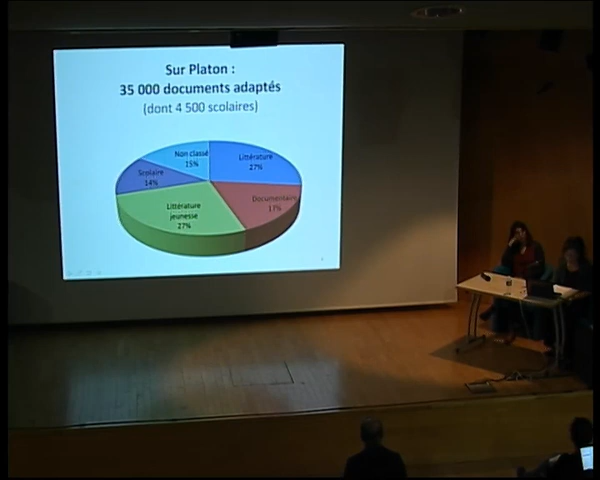 Sur Platon :
35 000 documents adaptés
(dont 4 500 scolaires)
Non classé
15%
Littérature
27%
Scolaire
14%
Documentaire
17%
Littérature
jeunesse
27%